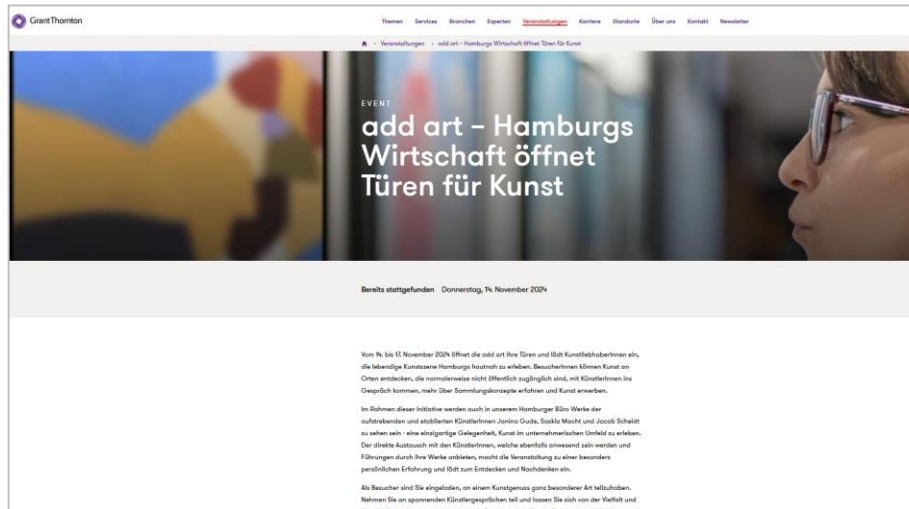 Grant Thornton
Themen Services Branchen Experten Veranstaltungen Karriere Standorte Über uns Kontakt Newsletter
Veranstaltungen › add art – Hamburgs Wirtschaft öffnet Türen für Kunst
EVENT
add art – Hamburgs
Wirtschaft öffnet
Türen für Kunst
Bereits stattgefunden Donnerstag, 14. November 2024
Vom 14. bis 17. November 2024 öffnet die add art ihre Türen und lädt KunstliebhaberInnen ein,
die lebendige Kunstszene Hamburgs hautnah zu erleben. BesucherInnen können Kunst an
Orten entdecken, die normalerweise nicht öffentlich zugänglich sind, mit KünstlerInnen ins
Gespräch kommen, mehr über Sammlungskonzepte erfahren und Kunst erwerben.
Im Rahmen dieser Initiative werden auch in unserem Hamburger Büro Werke der
aufstrebenden und etablierten KünstlerInnen Janina Gude, Saskia Macht und Jacob Scheidt
zu sehen sein - eine einzigartige Gelegenheit, Kunst im unternehmerischen Umfeld zu erleben.
Der direkte Austausch mit den KünstlerInnen, welche ebenfalls anwesend sein werden und
Führungen durch ihre Werke anbieten, macht die Veranstaltung zu einer besonders
persönlichen Erfahrung und lädt zum Entdecken und Nachdenken ein.
Als Besucher sind Sie eingeladen, an einem Kunstgenuss ganz besonderer Art teilzuhaben.
Nehmen Sie an spannenden Künstlergesprächen teil und lassen Sie sich von der Vielfalt und